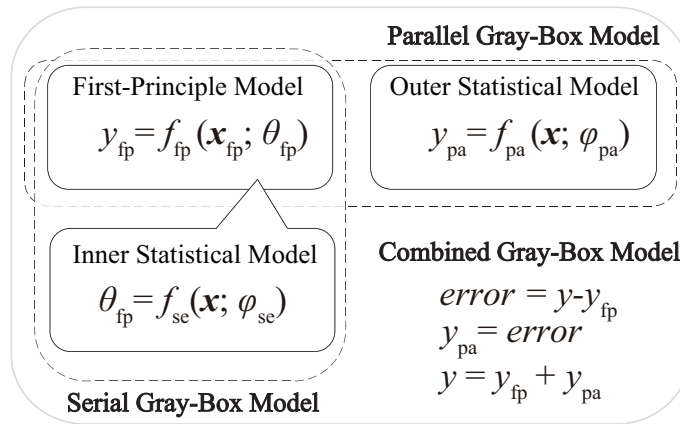 Parallel Gray-Box Model
First-Principle Model
y_fp=f_fp(x_fp; θ_fp)
Outer Statistical Model
y_pa=f_pa(x; φ_pa)
Inner Statistical Model
θ_fp=f_se(x; φ_se)
Serial Gray-Box Model
Combined Gray-Box Model
error = y-y_fp
y_pa= error
y = y_fp + y_pa